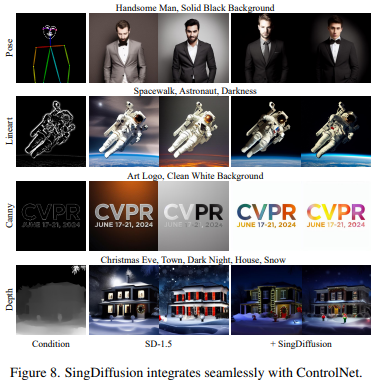 Handsome Man, Solid Black Background
Pose
Spacewalk, Astronaut, Darkness
Lineart
Art Logo, Clean White Background
Canny
CVPR
JUNE 17-21, 2024
CVPR
JUNE 17-21, 2024
CVPR
JUNE 17-21, 2024
CVPR
JUNE 17-21, 2024
CVPR
JUNE 17-21, 2024
Christmas Eve, Town, Dark Night, House, Snow
Depth
Condition
SD-1.5
+ SingDiffusion
Figure 8. SingDiffusion integrates seamlessly with ControlNet.